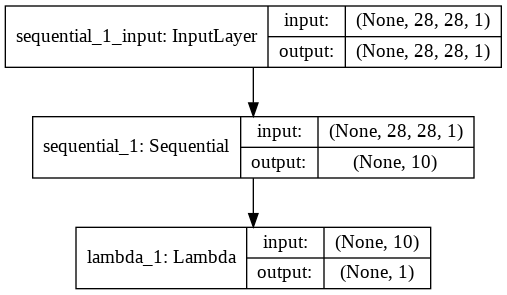 sequential_1_input: InputLayer
input: (None, 28, 28, 1)
output: (None, 28, 28, 1)
sequential_1: Sequential
input: (None, 28, 28, 1)
output: (None, 10)
lambda_1: Lambda
input: (None, 10)
output: (None, 1)